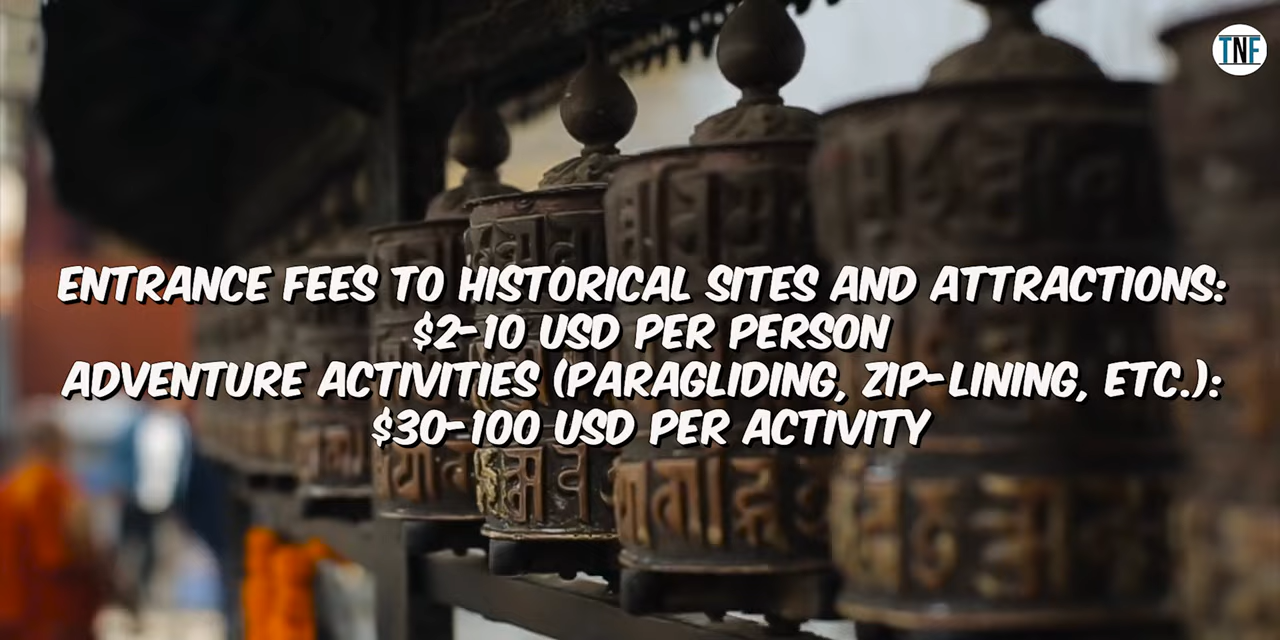 TNF
ENTRANCE FEES TO HISTORICAL SITES AND ATTRACTIONS:
$2-10 USD PER PERSON
ADVENTURE ACTIVITIES (PARAGLIDING, ZIP-LINING, ETC.):
$30-100 USD PER ACTIVITY